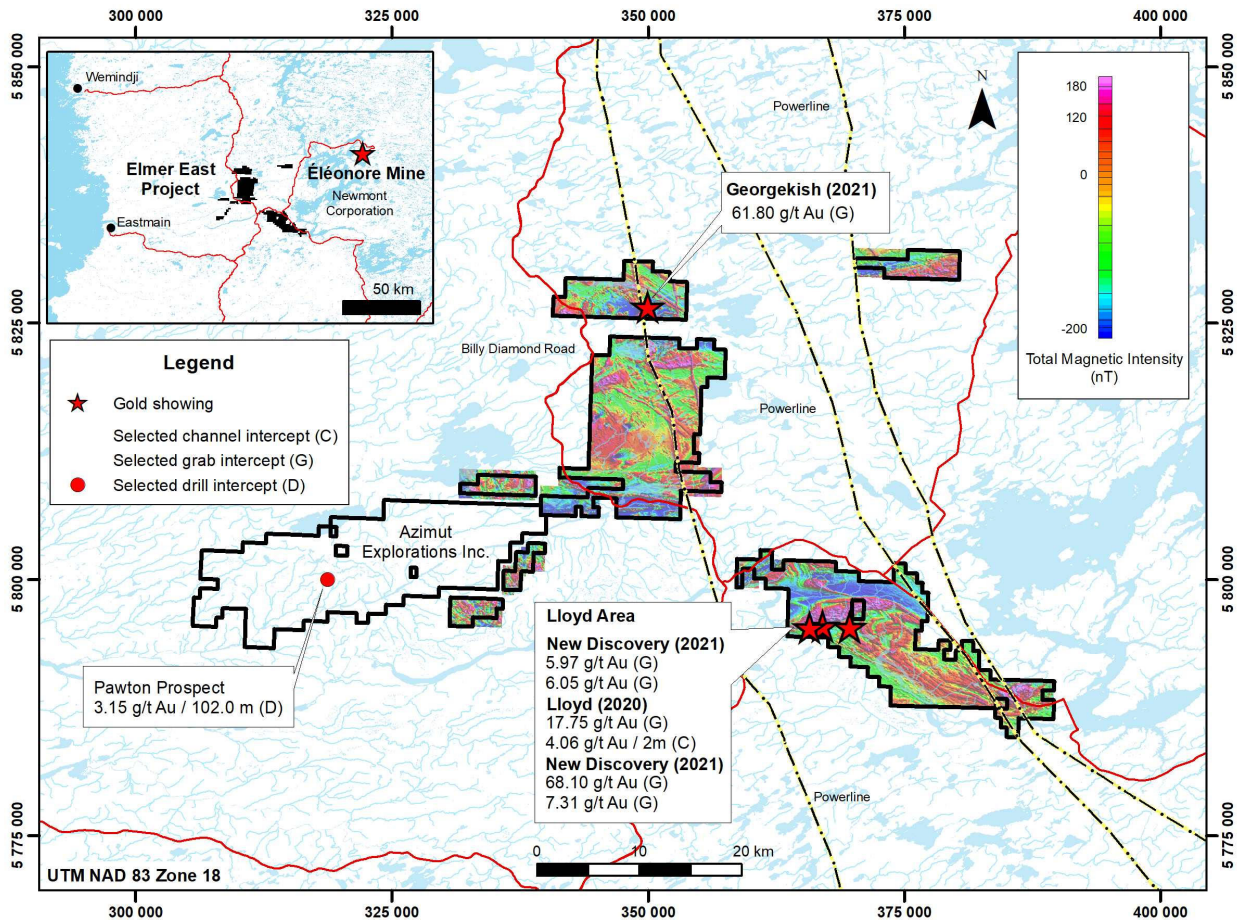 300 000
325 000
350 000
375 000
400 000
5 850 000
5 850 000
Wemindji
Elmer East
Project
Éléonore Mine
Newmont
Corporation
Eastmain
50 km
N
Powerline
180
120
0
-200
Total Magnetic Intensity
(nT)
Georgekish (2021)
61.80 g/t Au (G)
5 825 000
5 825 000
Billy Diamond Road
Legend
Gold showing
Selected channel intercept (C)
Selected grab intercept (G)
Selected drill intercept (D)
Powerline
Azimut
Explorations Inc.
5 800 000
5 800 000
Pawton Prospect
3.15 g/t Au / 102.0 m (D)
Lloyd Area
New Discovery (2021)
5.97 g/t Au (G)
6.05 g/t Au (G)
Lloyd (2020)
17.75 g/t Au (G)
4.06 g/t Au / 2m (C)
New Discovery (2021)
68.10 g/t Au (G)
7.31 g/t Au (G)
Powerline
5 775 000
5 775 000
0
10
20 km
UTM NAD 83 Zone 18
300 000
325 000
350 000
375 000
400 000